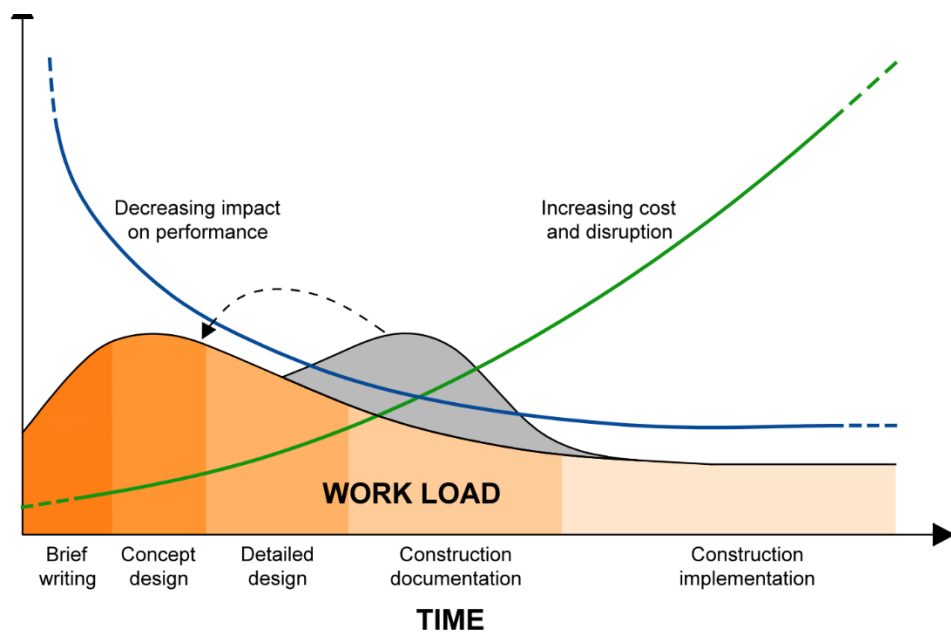 Decreasing impact
on performance
Increasing cost
and disruption
WORK LOAD
Brief
writing
Concept
design
Detailed
design
Construction
documentation
Construction
implementation
TIME